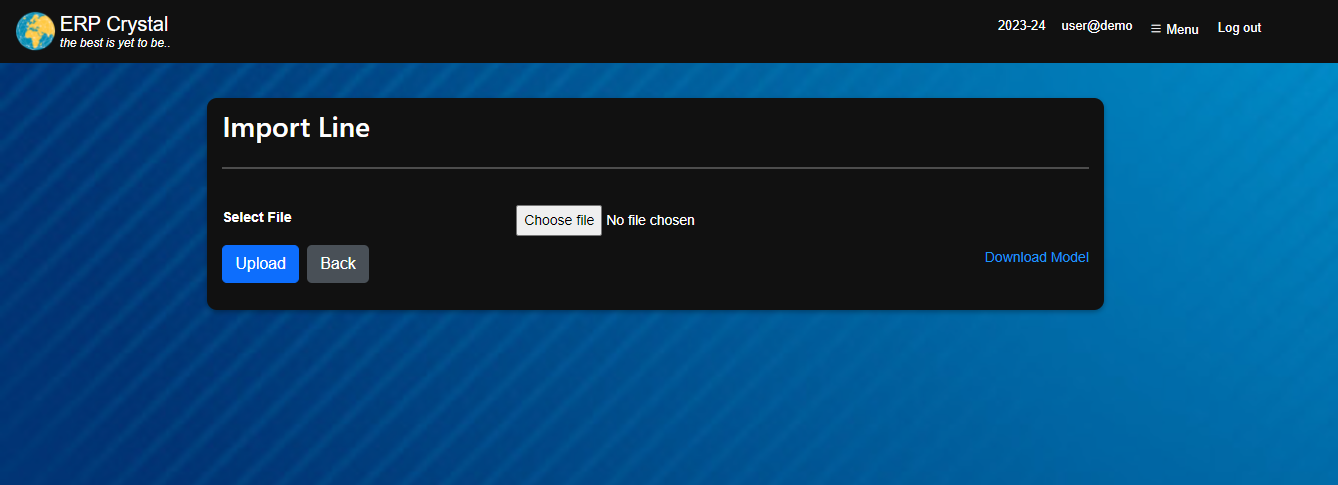 ERP Crystal
the best is yet to be..
2023-24 user@demo ☰ Menu Log out
Import Line
Select File Choose file No file chosen
Upload Back Download Model